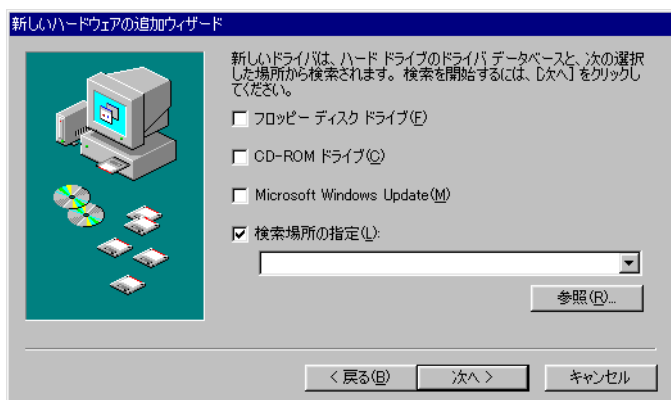 新しいハードウェアの追加ウィザード
新しいドライバは、ハード ドライブのドライバ データベースと、次の選択
した場所から検索されます。検索を開始するには、[次へ] をクリックし
てください。
フロッピー ディスク ドライブ(F)
CD-ROM ドライブ(C)
Microsoft Windows Update(M)
検索場所の指定(L):
参照(R)...
< 戻る(B)
次へ >
キャンセル